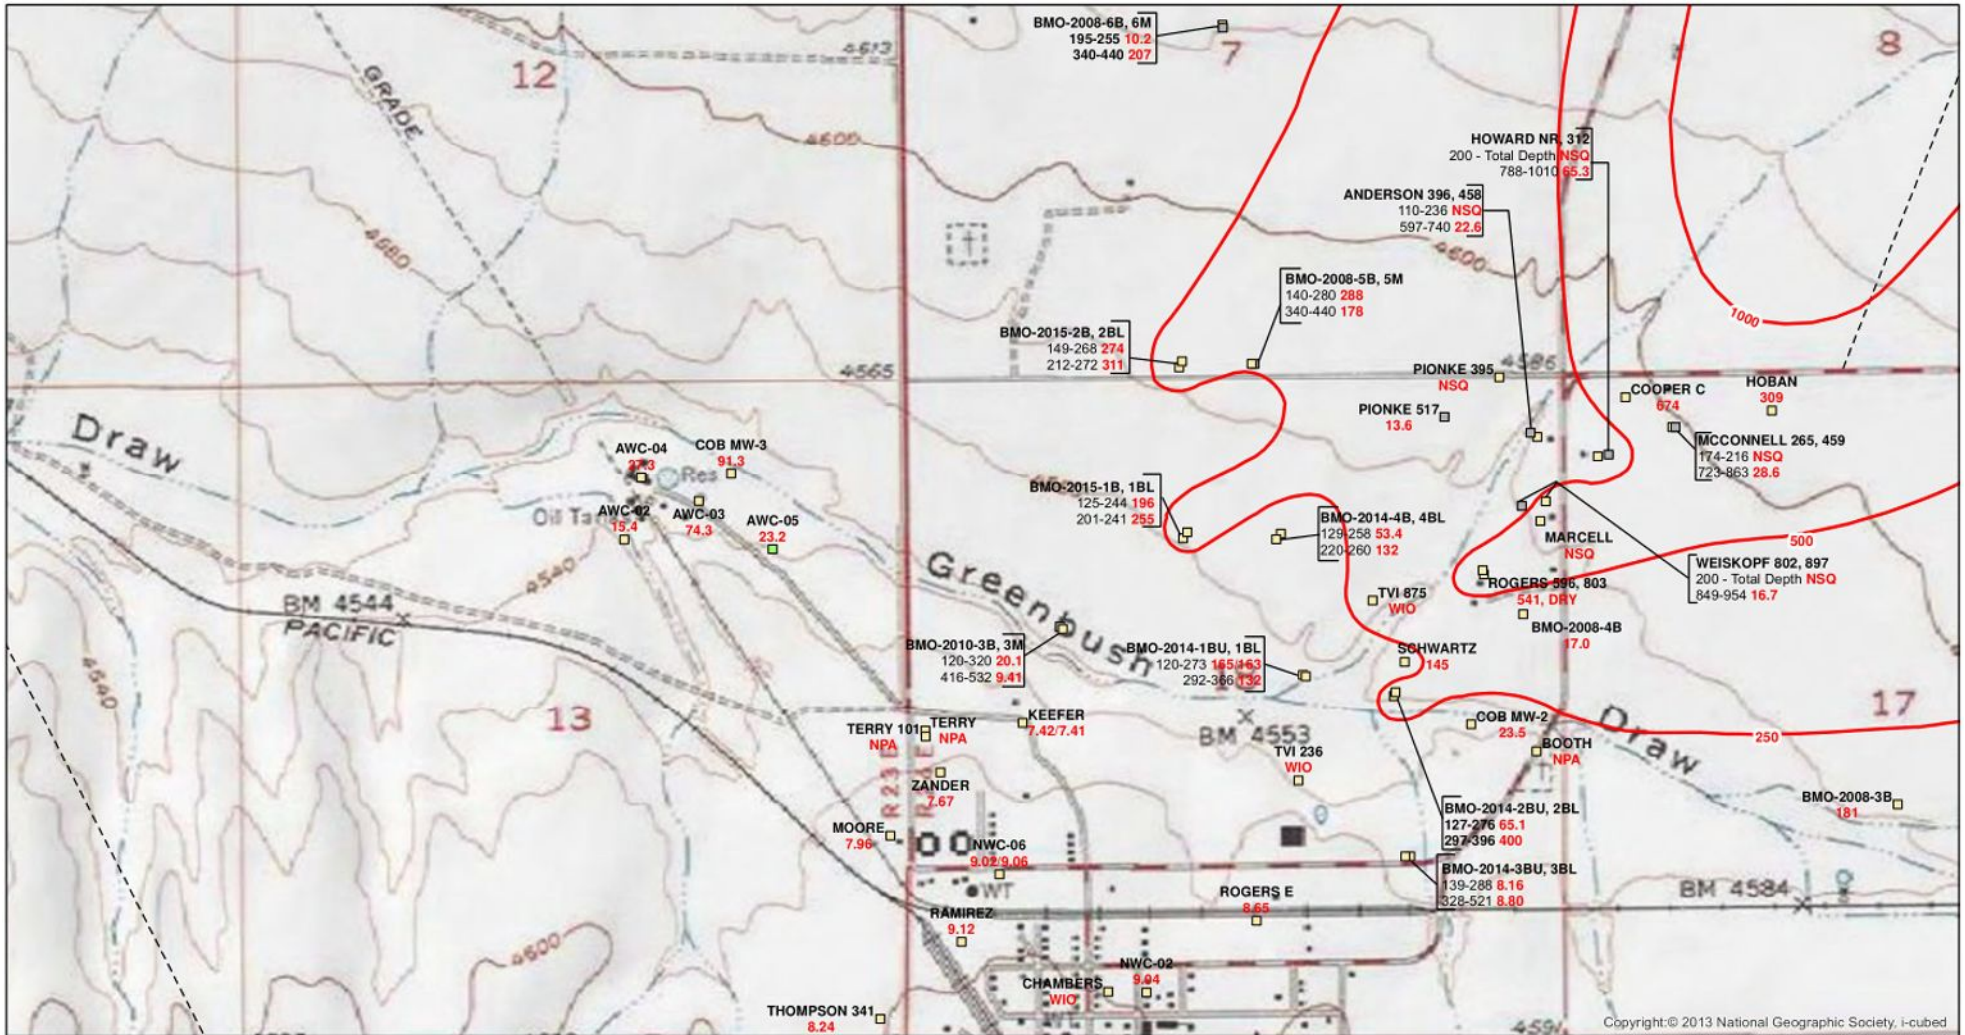 BMO-2008-6B, 6M
195-255 10.2
340-440 207
7
8
12
4613
GRADE
4600
HOWARD NR, 312
200 - Total Depth NSQ
788-1010 65.3
ANDERSON 396, 458
110-236 NSQ
597-740 22.6
4680
4600
BMO-2008-5B, 5M
140-280 288
340-440 178
1000
BMO-2015-2B, 2BL
149-268 274
212-272 311
4565
4586
PIONKE 395
NSQ
COOPER C
674
HOBAN
309
PIONKE 517
13.6
MCCONNELL 265, 459
174-216 NSQ
723-863 28.6
Draw
AWC-04
27.3
COB MW-3
91.3
Res
AWC-02
15.4
Oil
AWC-03
74.3
AWC-05
23.2
BMO-2015-1B, 1BL
125-244 196
201-241 255
BMO-2014-4B, 4BL
129-258 53.4
220-260 132
MARCELL
NSQ
500
WEISKOPF 802, 897
200 - Total Depth NSQ
849-954 16.7
4540
BM 4544
PACIFIC
Greenbush
TVI 875
WIO
ROGERS 596, 803
541, DRY
BMO-2008-4B
17.0
BMO-2010-3B, 3M
120-320 20.1
416-532 9.41
BMO-2014-1BU, 1BL
120-273 165/163
292-366 132
SCHWARTZ
145
4540
13
17
TERRY 101
NPA
TERRY
NPA
KEEFER
7.42/7.41
BM 4553
COB MW-2
23.5
Draw
250
BOOTH
NPA
TVI 236
WIO
R 23 E
ZANDER
7.67
BMO-2008-3B
181
BMO-2014-2BU, 2BL
127-276 65.1
297-396 400
MOORE
7.96
NWC-06
9.02/9.06
WT
BMO-2014-3BU, 3BL
139-288 8.16
328-521 8.80
BM 4584
ROGERS E
8.65
RAMIREZ
9.12
4600
NWC-02
9.04
CHAMBERS
WIO
THOMPSON 341
8.24
Copyright:© 2013 National Geographic Society, i-cubed